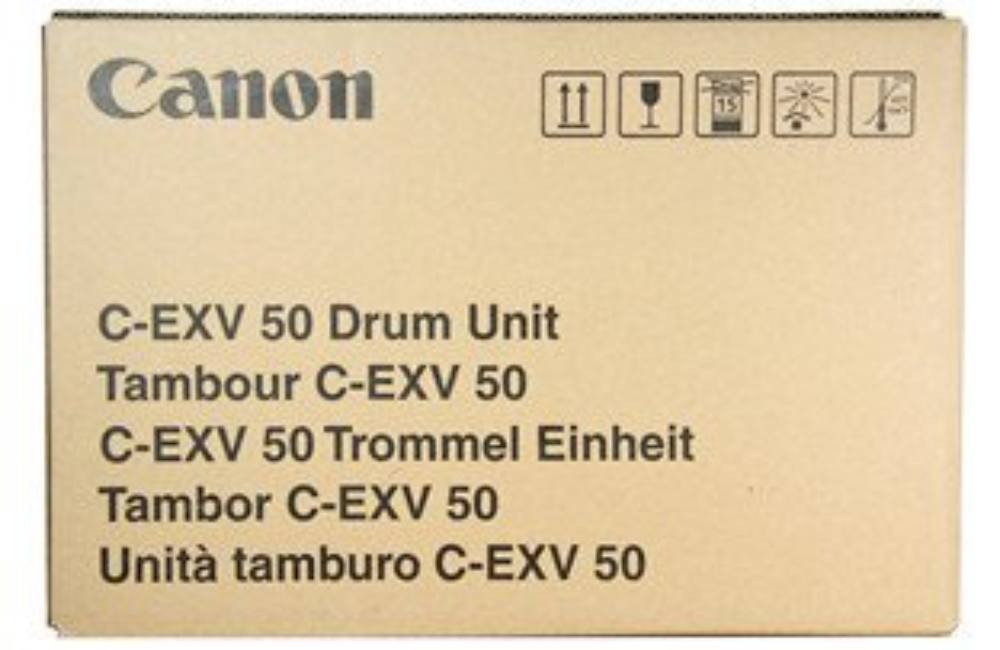 Canon
15
C-EXV 50 Drum Unit
Tambour C-EXV 50
C-EXV 50 Trommel Einheit
Tambor C-EXV 50
Unità tamburo C-EXV 50